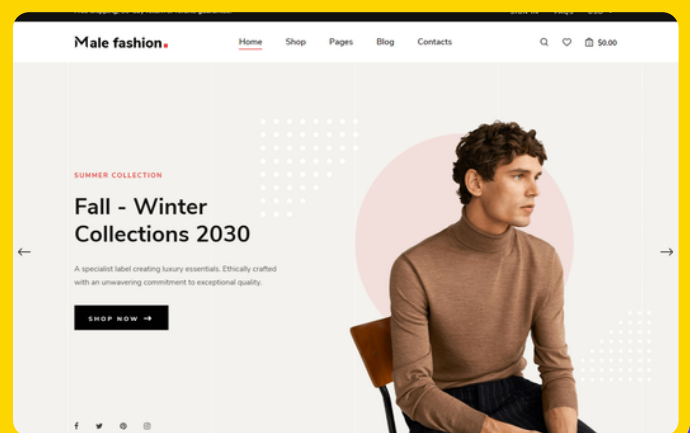 Male fashion.
Home Shop Pages Blog Contacts
$0.00
SUMMER COLLECTION
Fall - Winter
Collections 2030
A specialist label creating luxury essentials. Ethically crafted
with an unwavering commitment to exceptional quality.
SHOP NOW